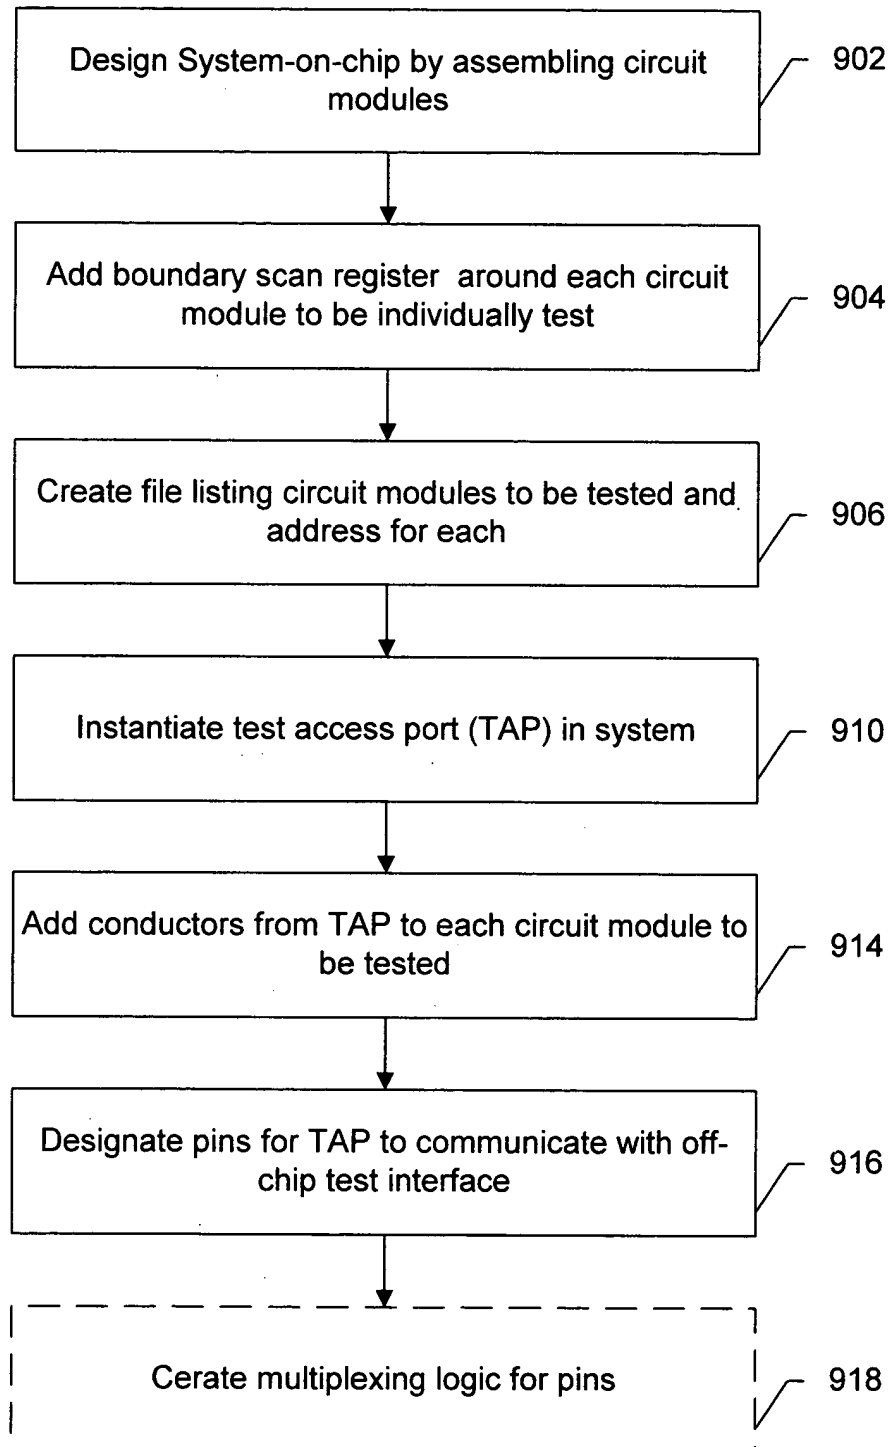 Design System-on-chip by assembling circuit
modules
902
Add boundary scan register around each circuit
module to be individually test
904
Create file listing circuit modules to be tested and
address for each
906
Instantiate test access port (TAP) in system
910
Add conductors from TAP to each circuit module to
be tested
914
Designate pins for TAP to communicate with off-
chip test interface
916
Cerate multiplexing logic for pins
918